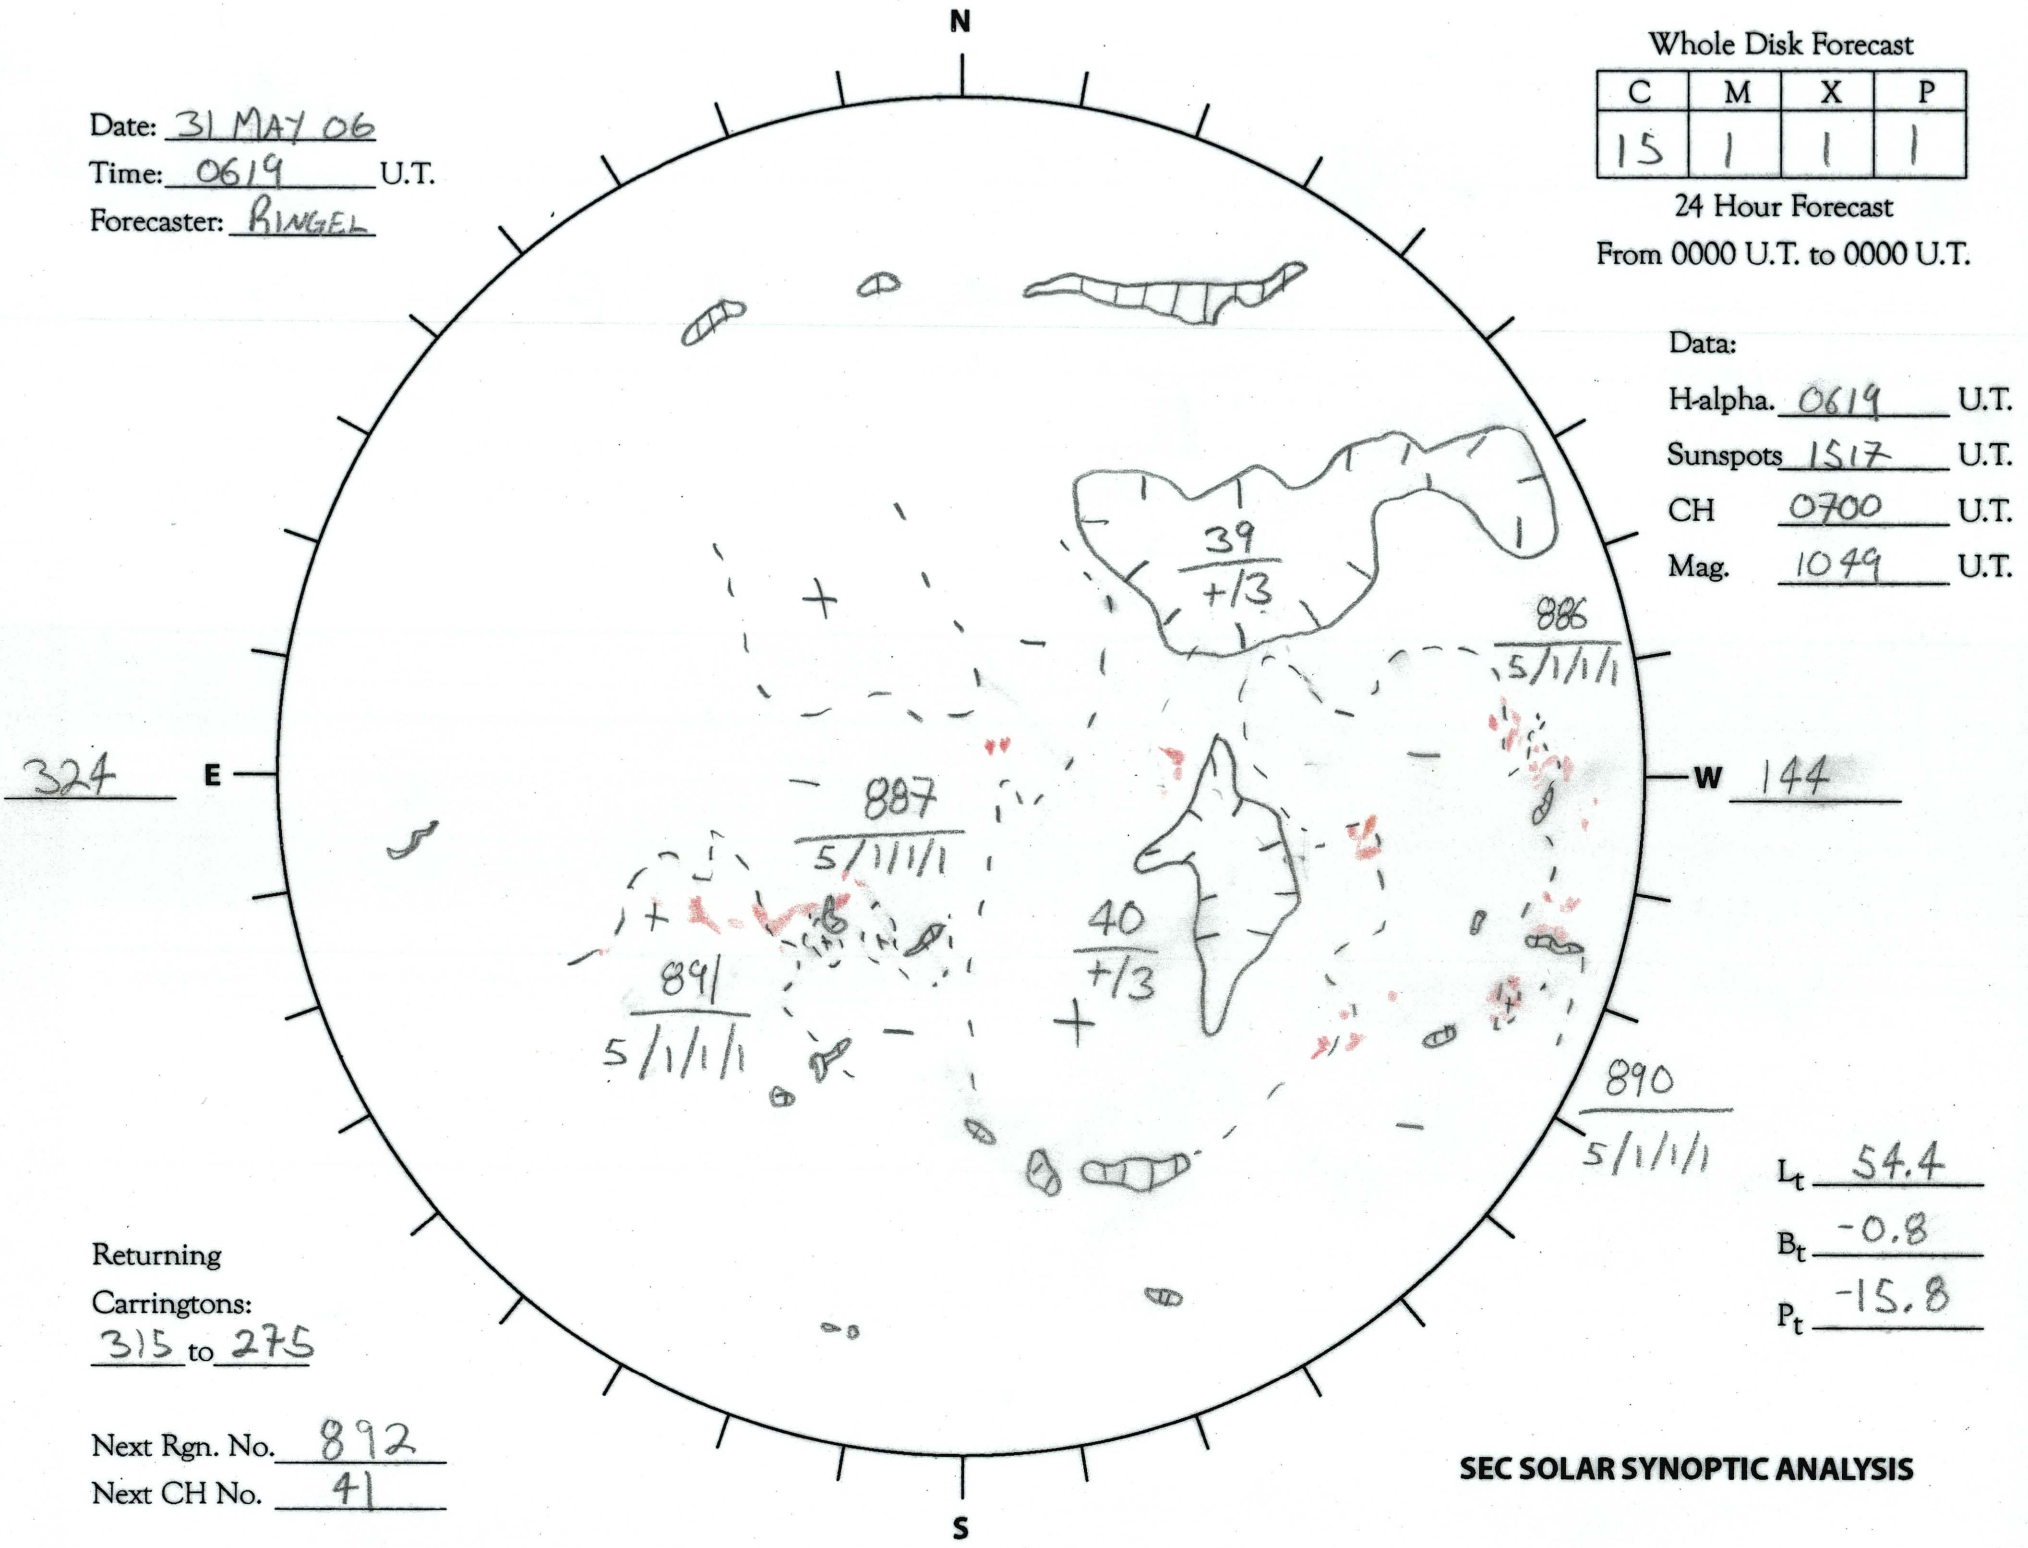 N
Date: 31 MAY 06
Time: 0619 U.T.
Forecaster: RINGEL
Whole Disk Forecast
C M X P
15 1 1 1
24 Hour Forecast
From 0000 U.T. to 0000 U.T.
Data:
H-alpha. 0619 U.T.
Sunspots 1517 U.T.
CH 0700 U.T.
Mag. 1049 U.T.
39
+/3
+
-
886
5/1/1/1
324 E
W 144
-
-
887
5/1/1/1
+
40
+/3
+
891
5/1/1/1
-
890
5/1/1/1
-
Lt 54.4
Bt -0.8
Pt -15.8
Returning
Carringtons:
315 to 275
Next Rgn. No. 892
Next CH No. 41
SEC SOLAR SYNOPTIC ANALYSIS
S